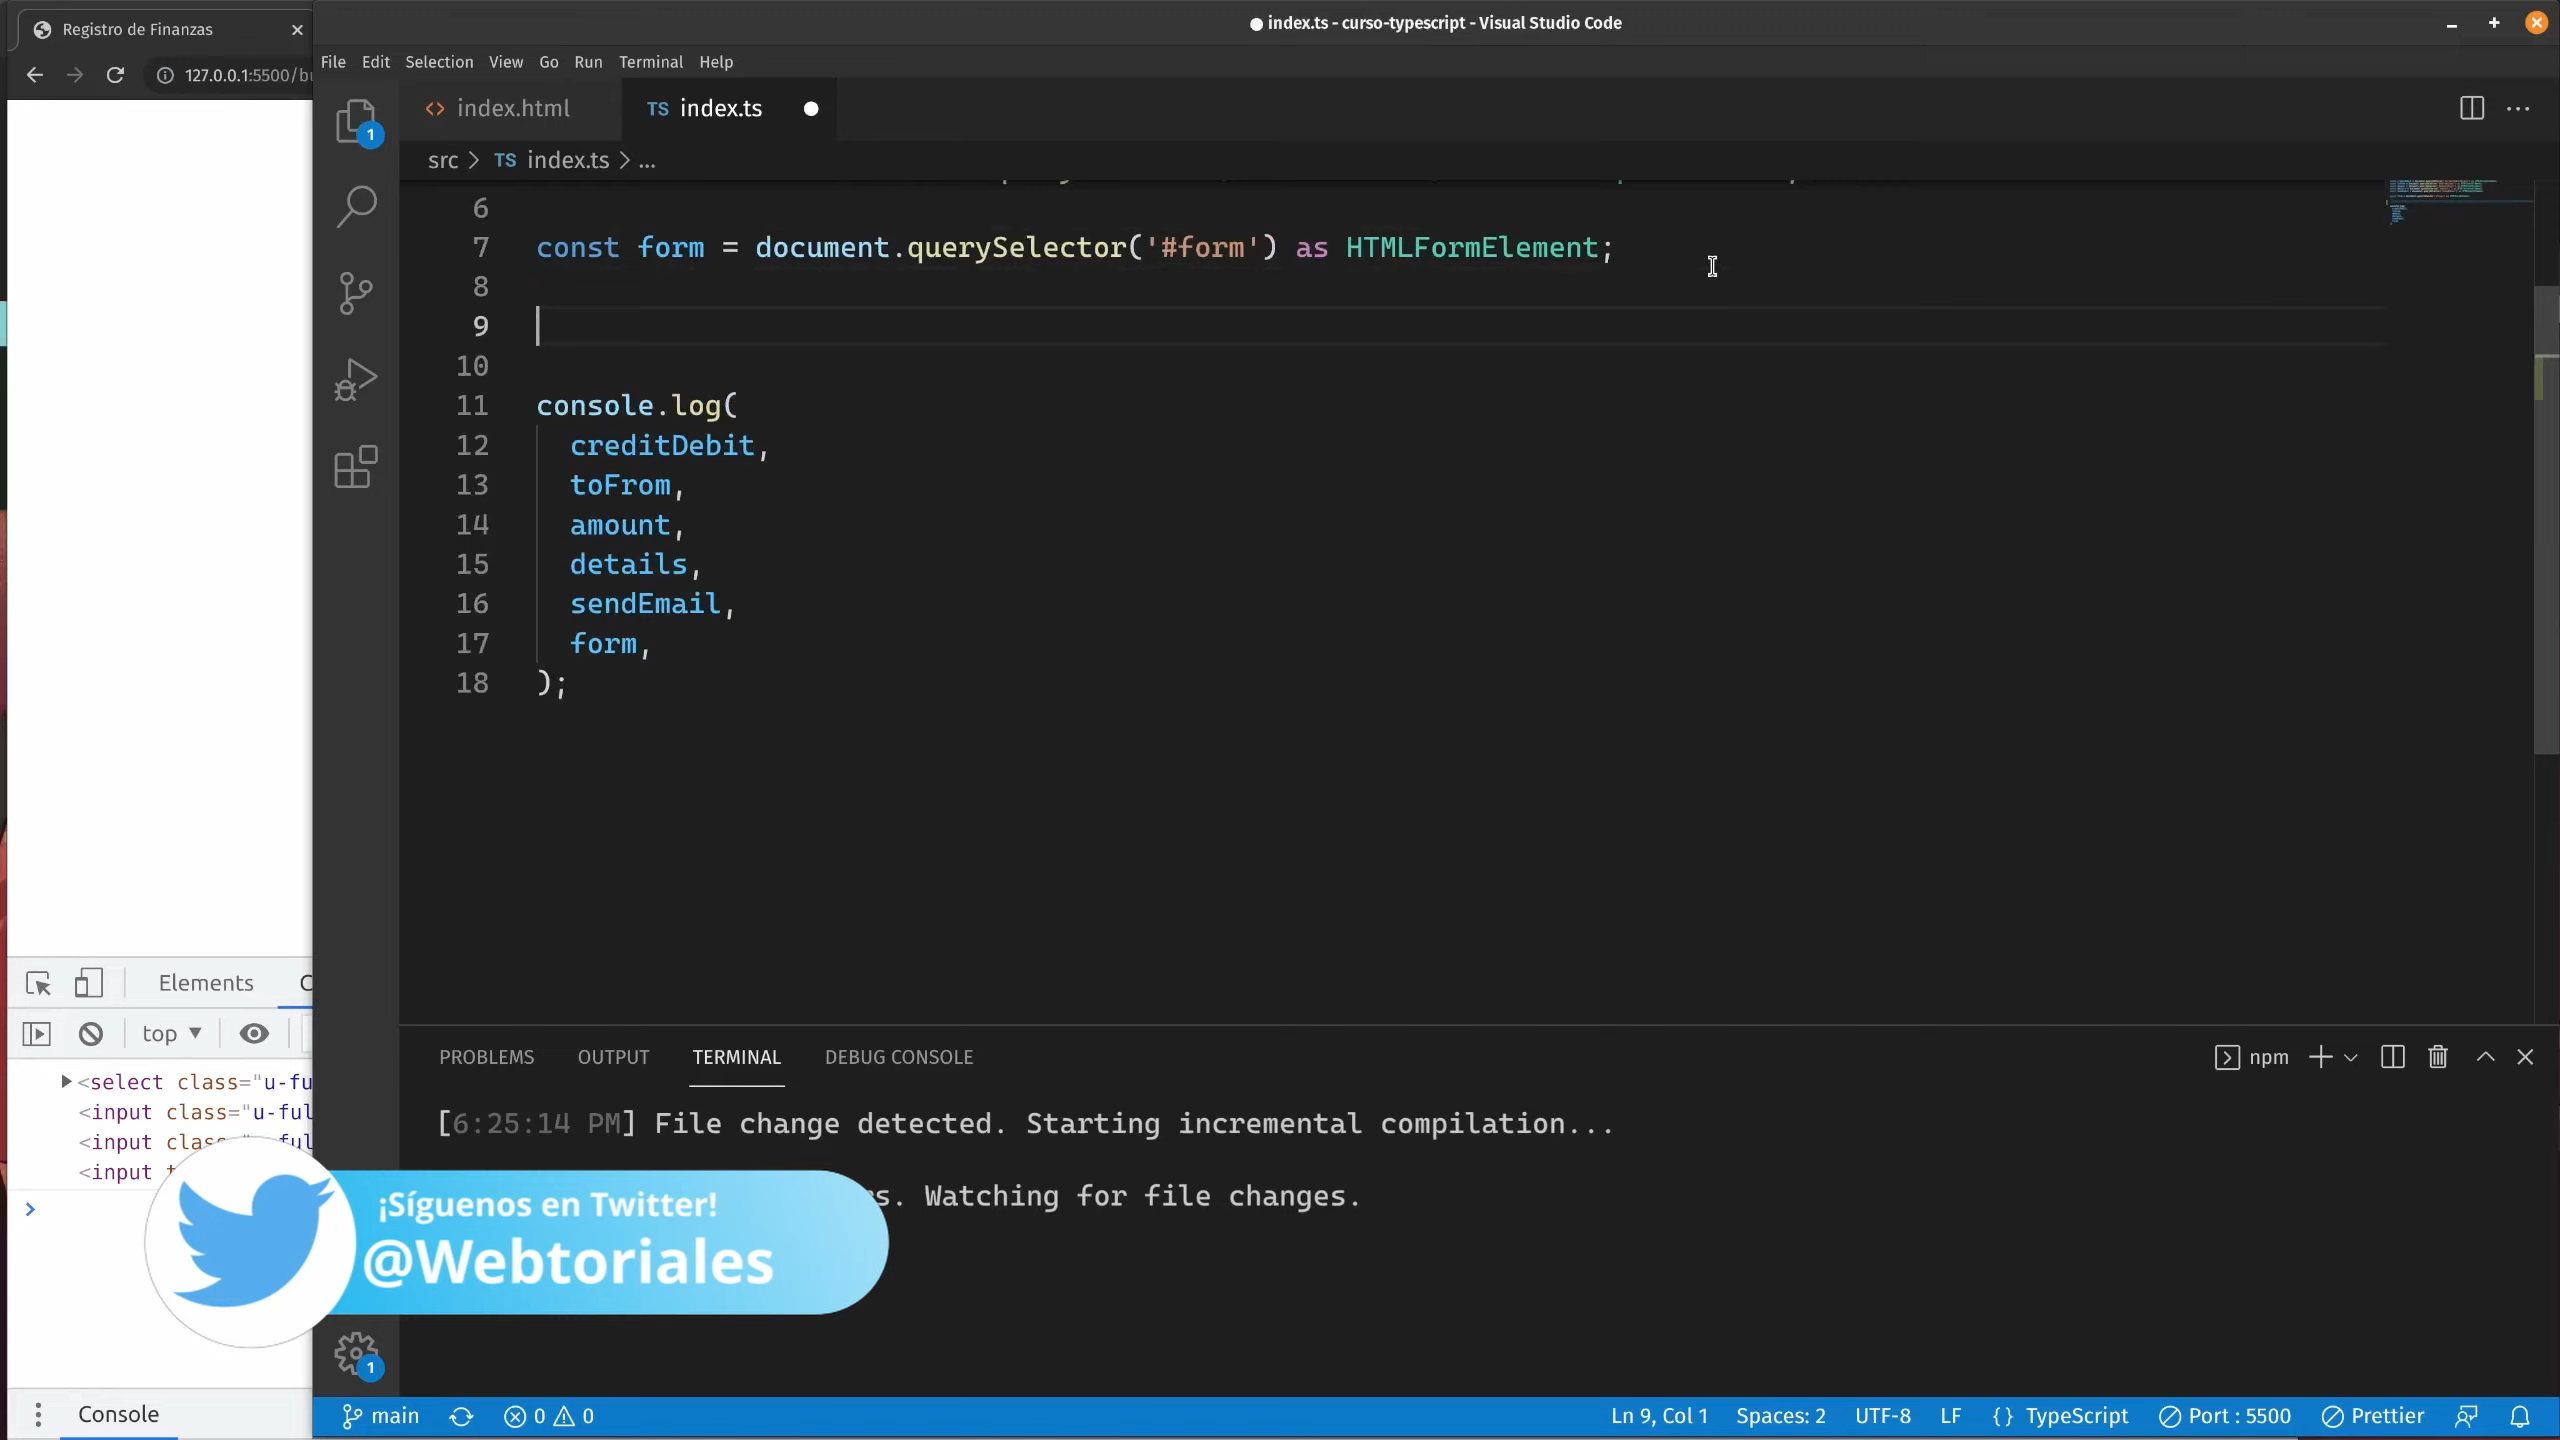 Registro de Finanzas
index.ts - curso-typescript - Visual Studio Code
127.0.0.1:5500/b
File Edit Selection View Go Run Terminal Help
index.html
TS index.ts
src > TS index.ts > ...
6
7 const form = document.querySelector('#form') as HTMLFormElement;
8
9
10
11 console.log(
12 creditDebit,
13 toFrom,
14 amount,
15 details,
16 sendEmail,
17 form,
18 );
Elements
top
<select class="u-fu
<input class="u-ful
<input clas
<input
Console
PROBLEMS OUTPUT TERMINAL DEBUG CONSOLE
npm
[6:25:14 PM] File change detected. Starting incremental compilation...
s. Watching for file changes.
¡Síguenos en Twitter!
@Webtoriales
1
1
main 0 0
Ln 9, Col 1 Spaces: 2 UTF-8 LF {} TypeScript Port : 5500 Prettier